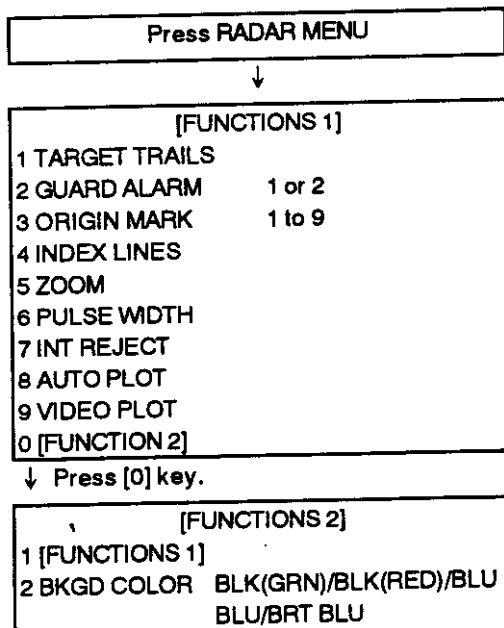 Press RADAR MENU
↓
[FUNCTIONS 1]
1 TARGET TRAILS
2 GUARD ALARM 1 or 2
3 ORIGIN MARK 1 to 9
4 INDEX LINES
5 ZOOM
6 PULSE WIDTH
7 INT REJECT
8 AUTO PLOT
9 VIDEO PLOT
0 [FUNCTION 2]
↓ Press [0] key.
[FUNCTIONS 2]
1 [FUNCTIONS 1]
2 BKGD COLOR BLK(GRN)/BLK(RED)/BLU
BLU/BRT BLU